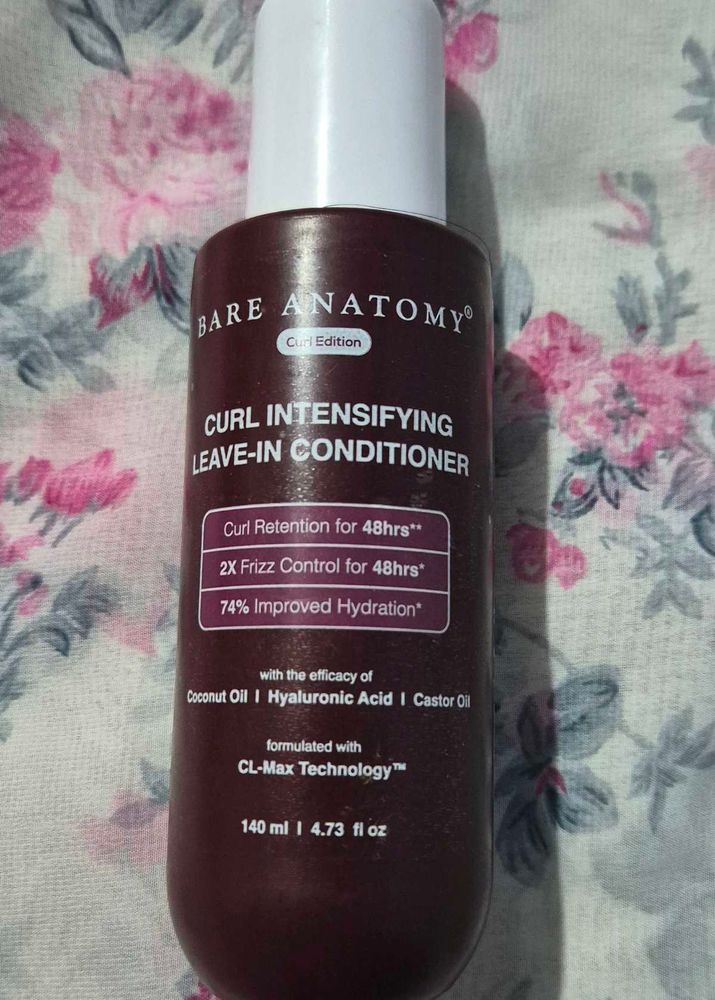 BARE ANATOMY®
Curl Edition
CURL INTENSIFYING
LEAVE-IN CONDITIONER
Curl Retention for 48hrs**
2X Frizz Control for 48hrs*
74% Improved Hydration*
with the efficacy of
Coconut Oil I Hyaluronic Acid I Castor Oil
formulated with
CL-Max Technology™
140 ml I 4.73 fl oz